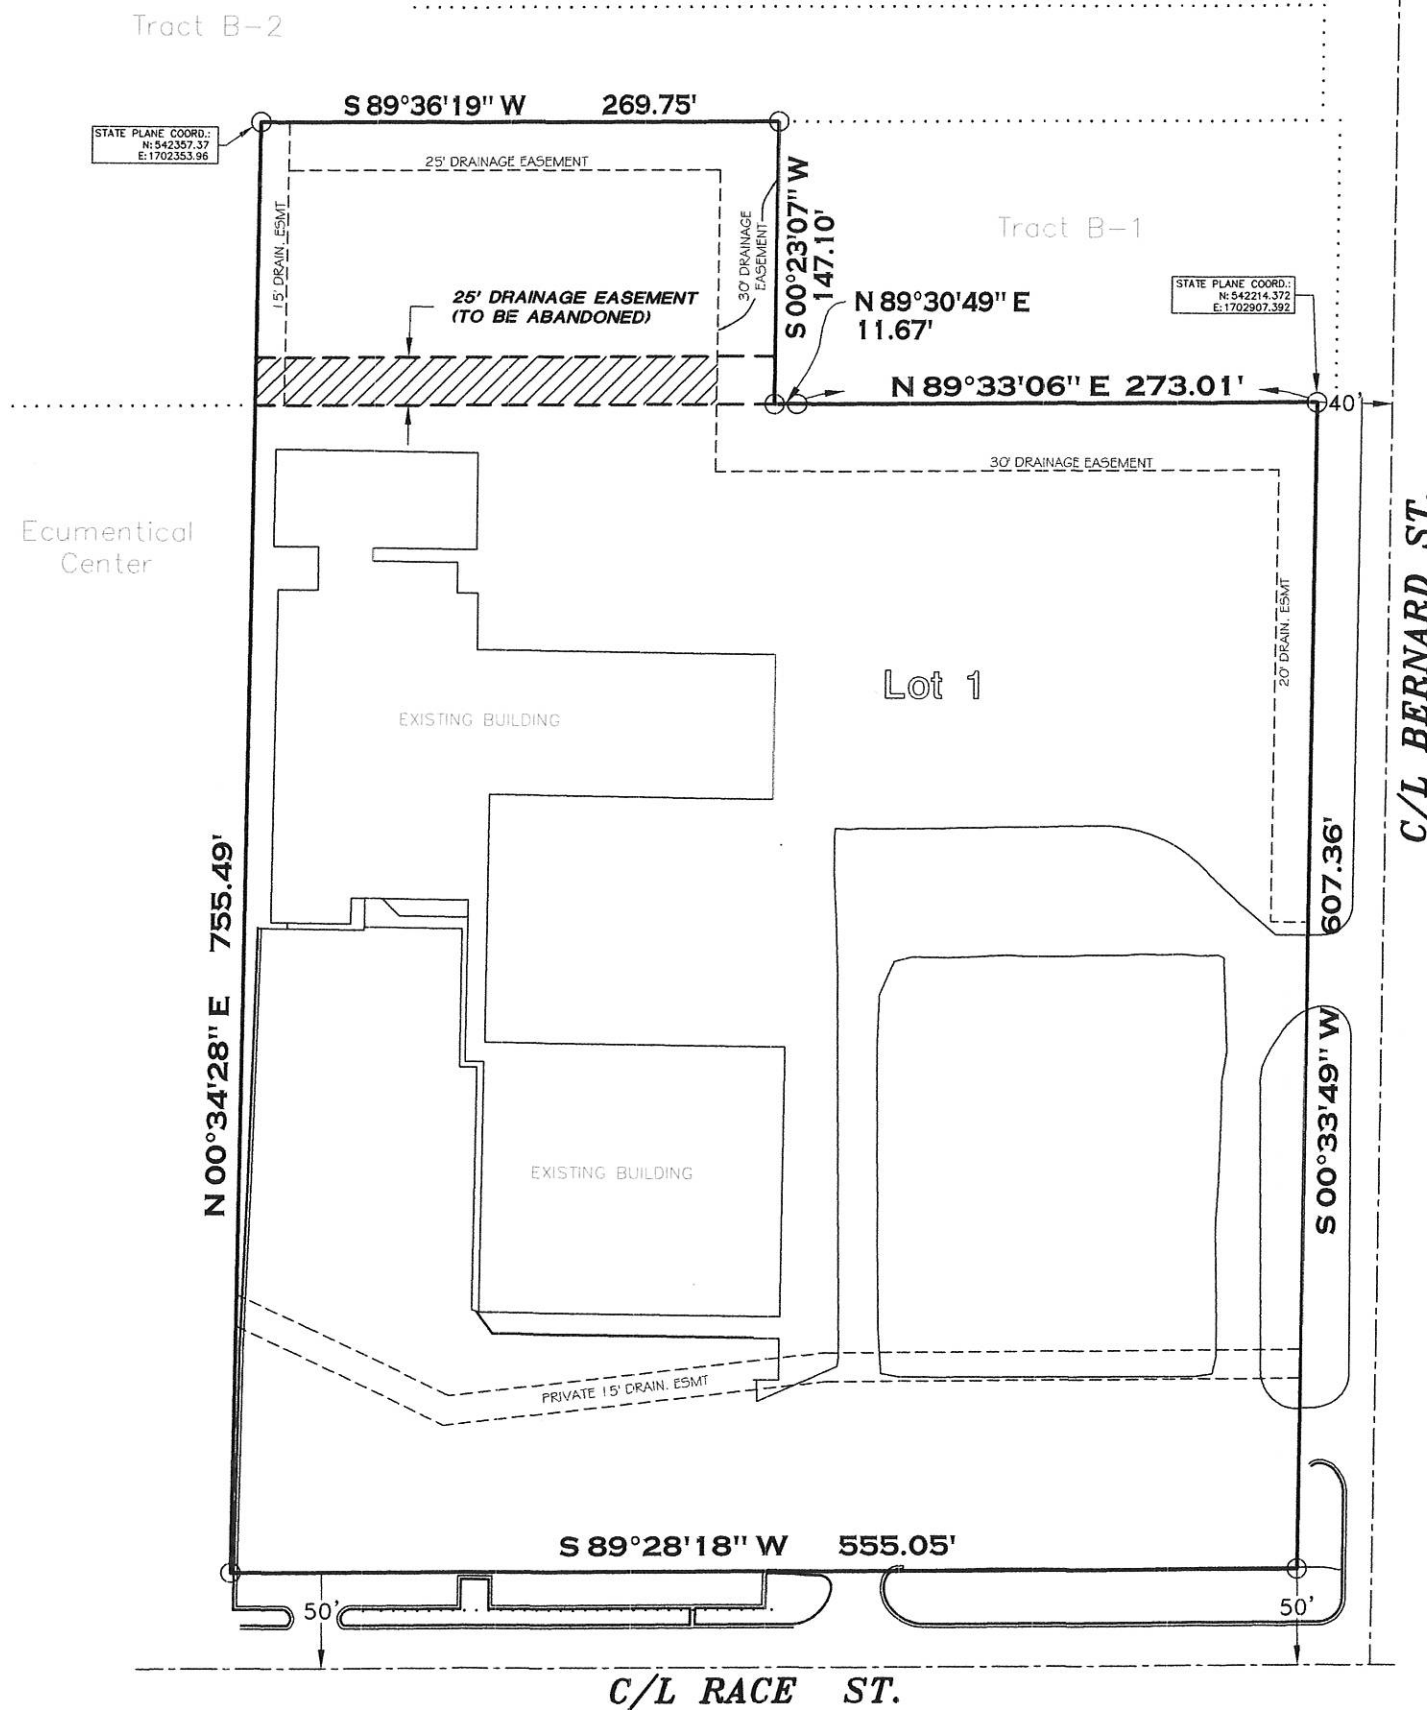 Tract B-2
S 89°36'19" W 269.75'
STATE PLANE COORD.:
N: 542357.37
E: 1702353.96
25' DRAINAGE EASEMENT
15' DRAIN. ESMT
30' DRAINAGE
EASEMENT
S 00°23'07" W
147.10'
Tract B-1
STATE PLANE COORD.:
N: 542214.372
E: 1702907.392
25' DRAINAGE EASEMENT
(TO BE ABANDONED)
N 89°30'49" E
11.67'
N 89°33'06" E 273.01'
40'
30' DRAINAGE EASEMENT
Ecumentical
Center
C/L BERNARD ST.
20' DRAIN. ESMT
Lot 1
EXISTING BUILDING
N 00°34'28" E 755.49'
S 00°33'49" W 607.36'
EXISTING BUILDING
PRIVATE 15' DRAIN. ESMT
S 89°28'18" W 555.05'
50'
50'
C/L RACE ST.